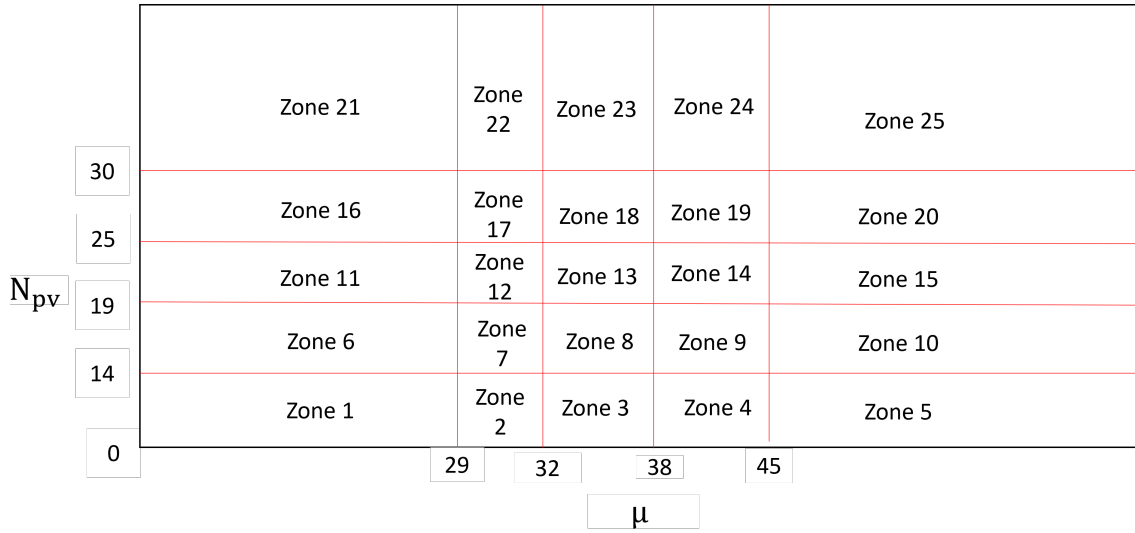 Zone 21
Zone
22
Zone 23
Zone 24
Zone 25
30
Zone 16
Zone
17
Zone 18
Zone 19
Zone 20
25
Zone 11
Zone
12
Zone 13
Zone 14
Zone 15
Npv
19
Zone 6
Zone
7
Zone 8
Zone 9
Zone 10
14
Zone 1
Zone
2
Zone 3
Zone 4
Zone 5
0
29
32
38
45
μ